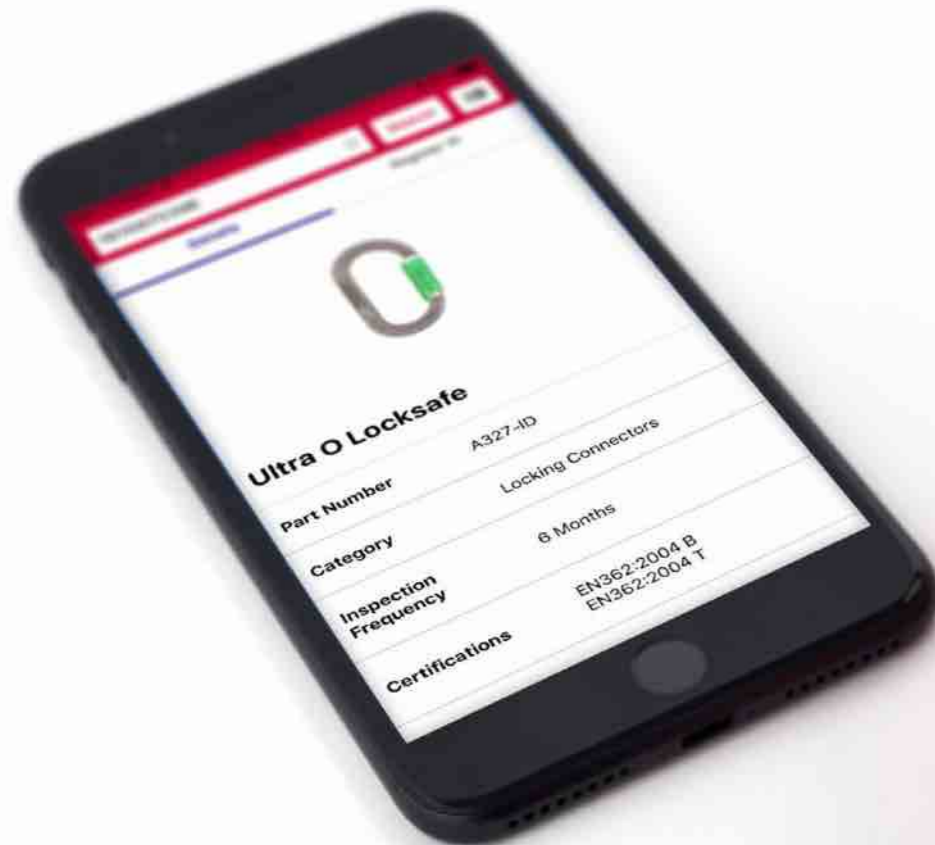 Ultra O Locksafe
Part Number A327-ID
Category Locking Connectors
Inspection
Frequency
6 Months
Certifications
EN362:2004 B
EN362:2004 T